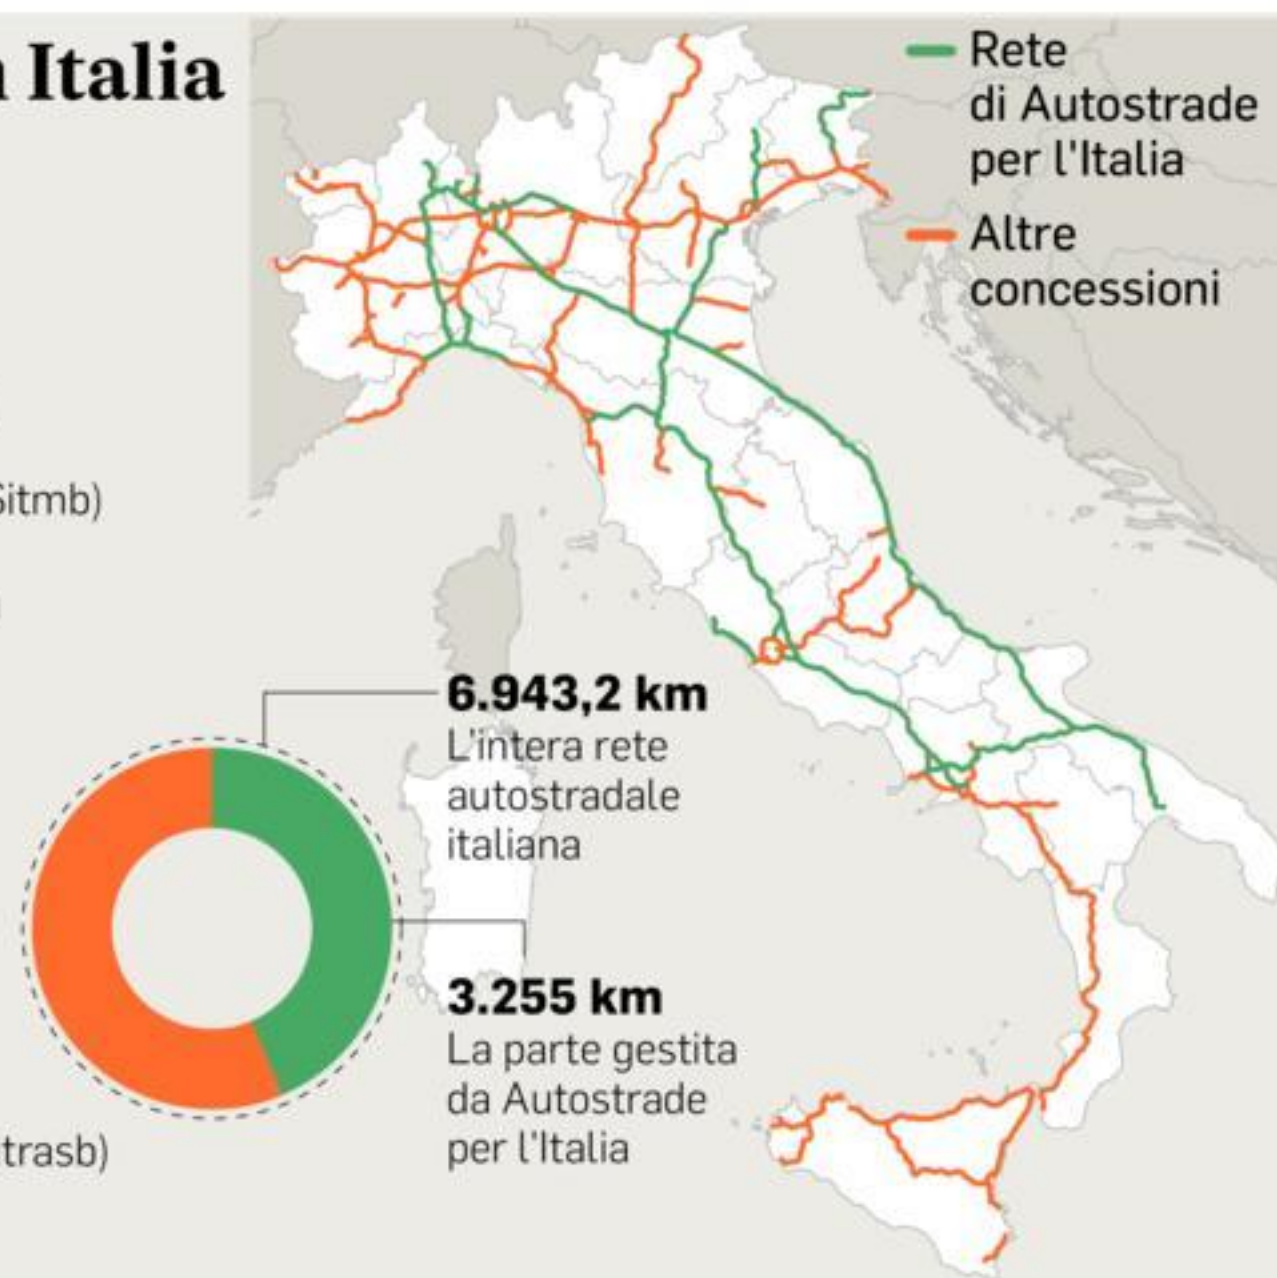 Italia
Rete
di Autostrade
per l'Italia
Altre
concessioni
Sitmb)
6.943,2 km
L'intera rete
autostradale
italiana
3.255 km
La parte gestita
da Autostrade
per l'Italia
trasb)